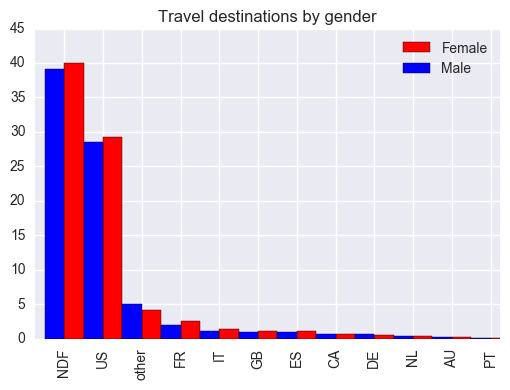 Travel destinations by gender
45
40
35
30
25
20
15
10
5
0
Female
Male
NDF
US
other
FR
IT
GB
ES
CA
DE
NL
AU
PT